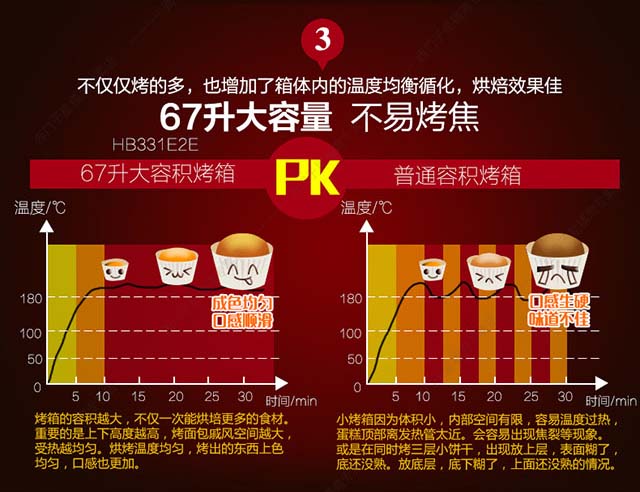 3
不仅仅烤的多，也增加了箱体内的温度均衡循化，烘焙效果佳
67升大容量 不易烤焦
HB331E2E
67升大容积烤箱
PK
普通容积烤箱
温度/℃
180
100
50
0
5 10 15 20 25 30
时间/min
成色均匀
口感顺滑
温度/℃
180
100
50
0
5 10 15 20 25 30
时间/min
口感生硬
味道不佳
烤箱的容积越大，不仅一次能烘培更多的食材。
重要的是上下高度越高，烤面包戚风空间越大，
受热越均匀。烘烤温度均匀，烤出的东西上色
均匀，口感也更加。
小烤箱因为体积小，内部空间有限，容易温度过热，
蛋糕顶部离发热管太近。会容易出现焦裂等现象。
或是在同时烤三层小饼干，出现放上层，表面糊了，
底还没熟。放底层，底下糊了，上面还没熟的情况。